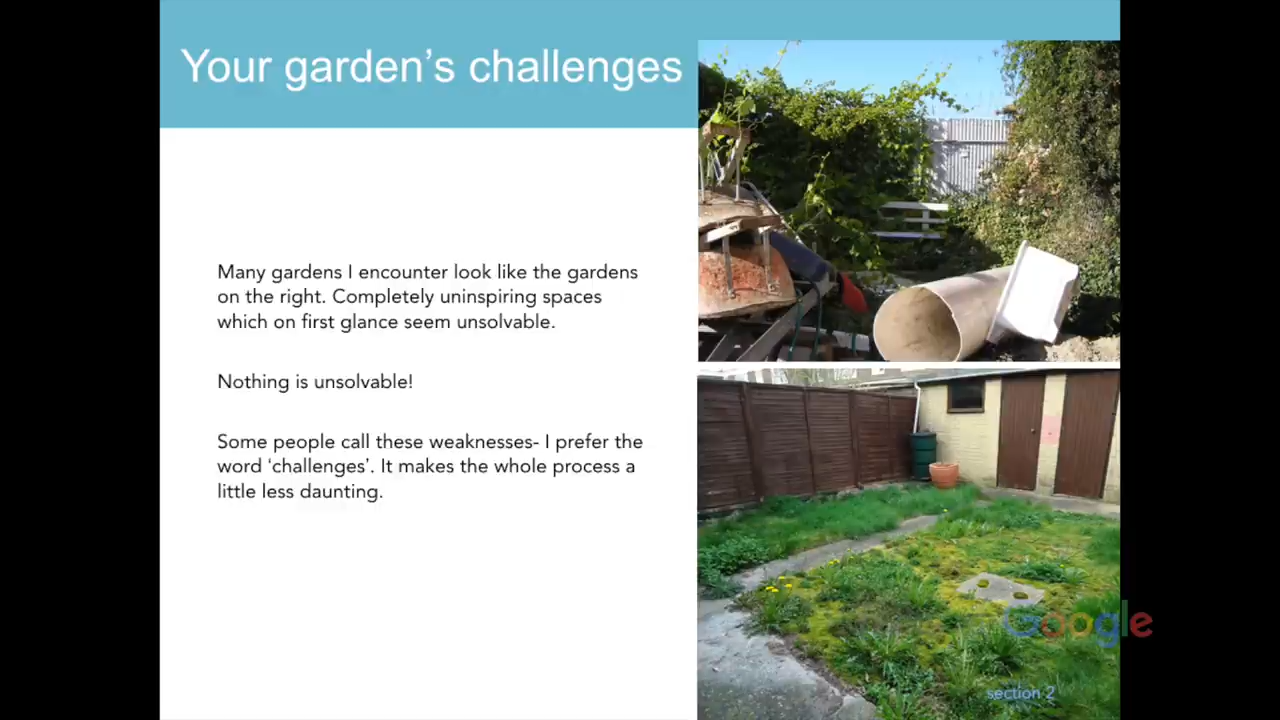 Your garden's challenges
Many gardens I encounter look like the gardens
on the right. Completely uninspiring spaces
which on first glance seem unsolvable.
Nothing is unsolvable!
Some people call these weaknesses- I prefer the
word 'challenges'. It makes the whole process a
little less daunting.
Google
section 2